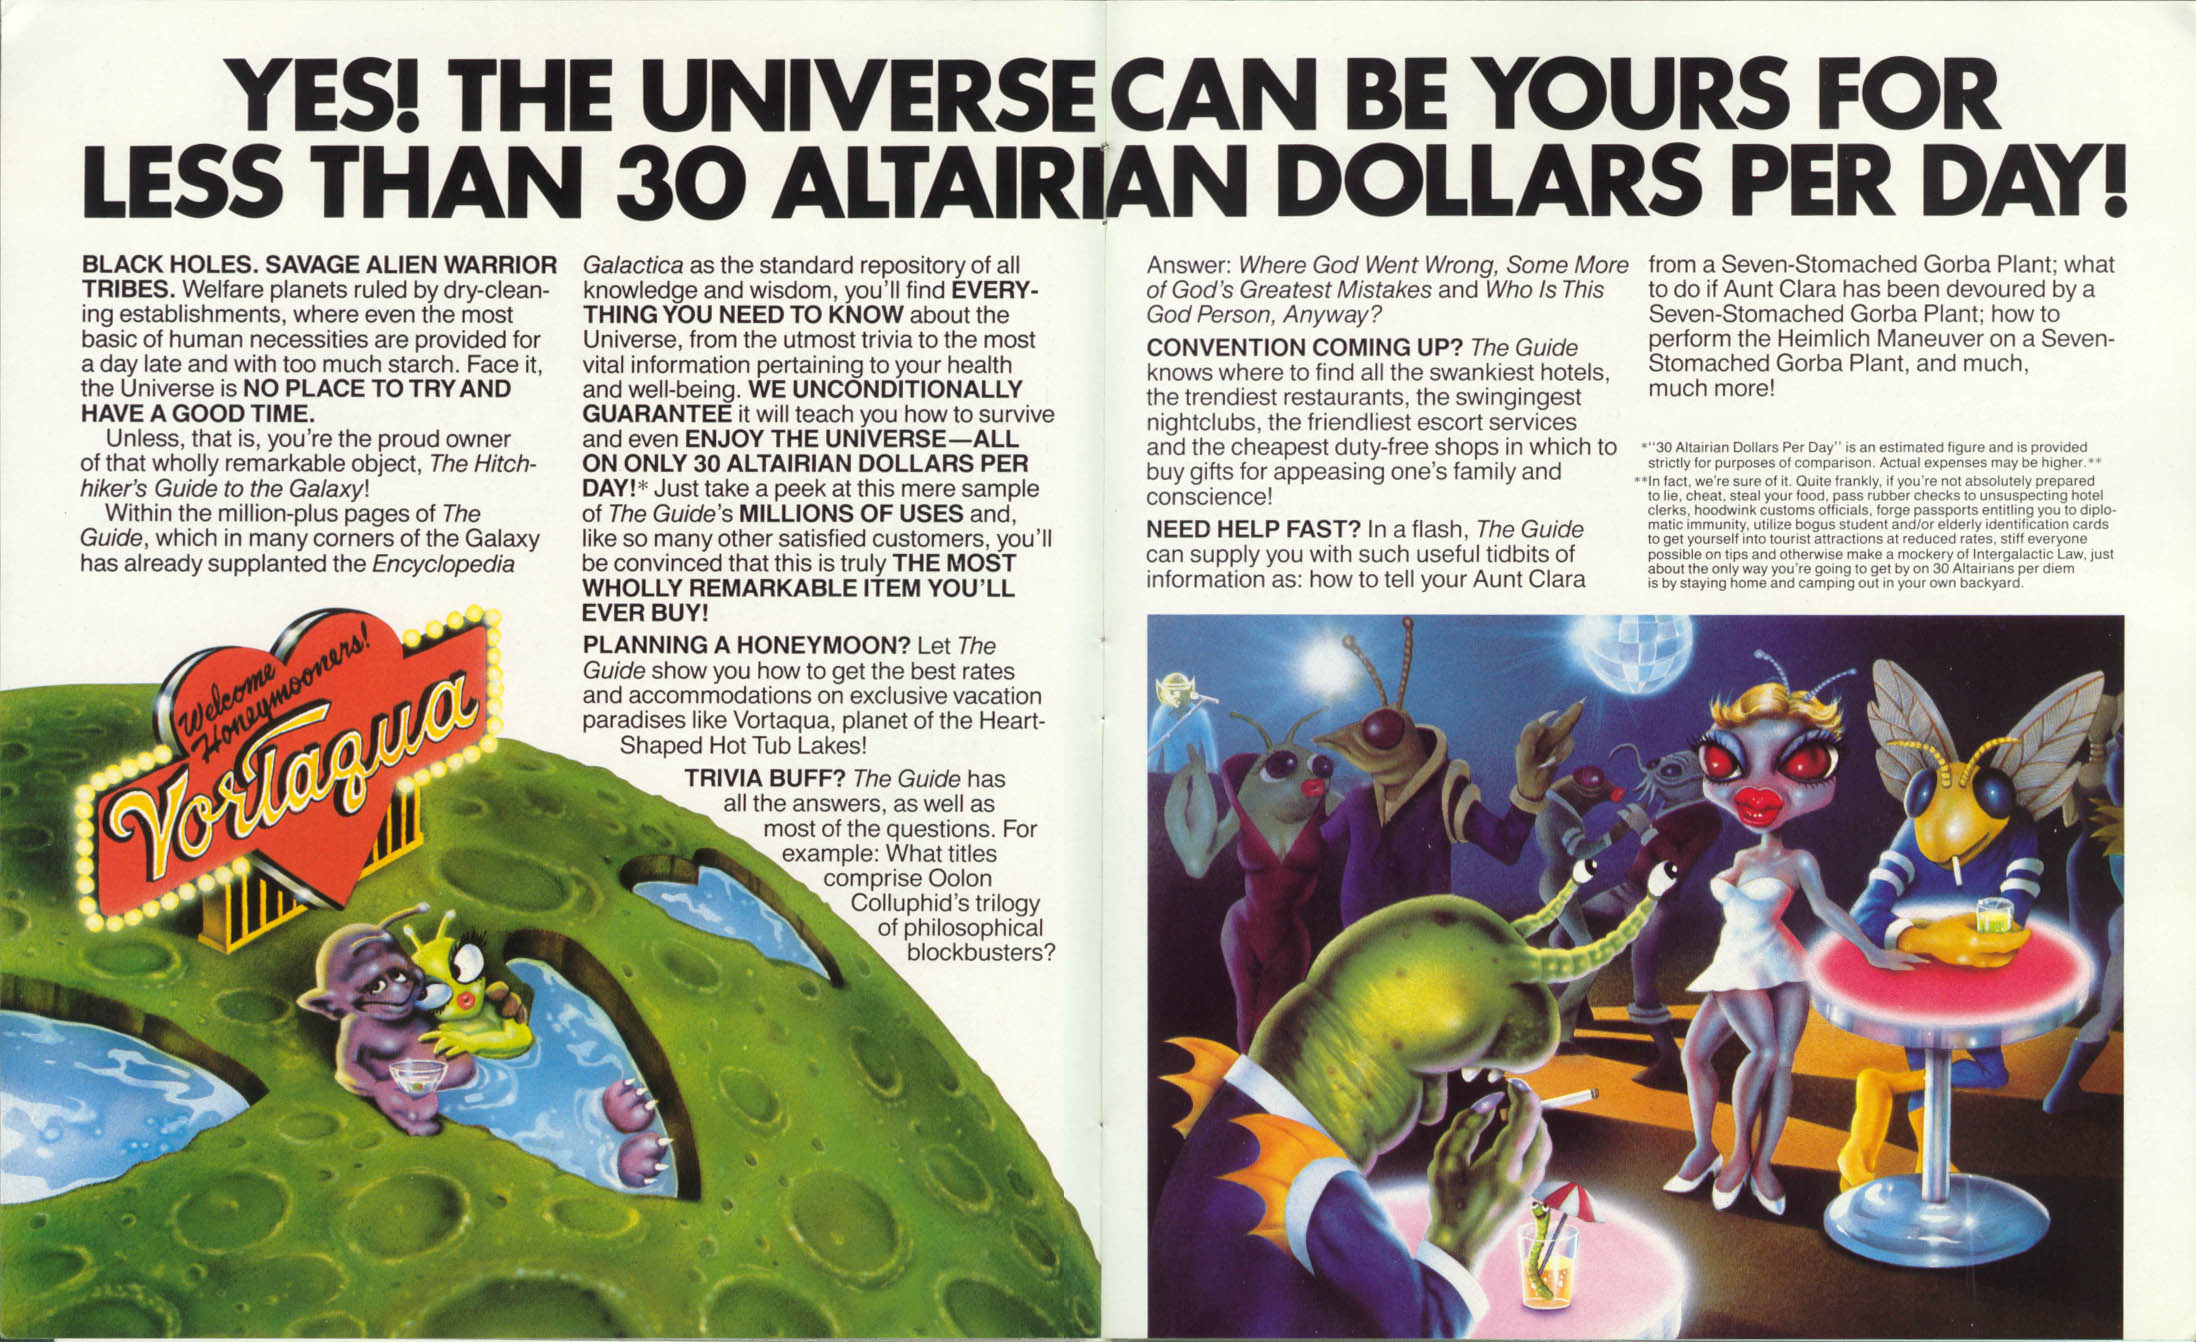 YES! THE UNIVERSE CAN BE YOURS FOR
LESS THAN 30 ALTAIRIAN DOLLARS PER DAY!
BLACK HOLES. SAVAGE ALIEN WARRIOR
TRIBES. Welfare planets ruled by dry-clean-
ing establishments, where even the most
basic of human necessities are provided for
a day late and with too much starch. Face it,
the Universe is NO PLACE TO TRY AND
HAVE A GOOD TIME.
Unless, that is, you're the proud owner
of that wholly remarkable object, The Hitch-
hiker's Guide to the Galaxy!
Within the million-plus pages of The
Guide, which in many corners of the Galaxy
has already supplanted the Encyclopedia
Galactica as the standard repository of all
knowledge and wisdom, you'll find EVERY-
THING YOU NEED TO KNOW about the
Universe, from the utmost trivia to the most
vital information pertaining to your health
and well-being. WE UNCONDITIONALLY
GUARANTEE it will teach you how to survive
and even ENJOY THE UNIVERSE—ALL
ON ONLY 30 ALTAIRIAN DOLLARS PER
DAY!* Just take a peek at this mere sample
of The Guide's MILLIONS OF USES and,
like so many other satisfied customers, you'll
be convinced that this is truly THE MOST
WHOLLY REMARKABLE ITEM YOU'LL
EVER BUY!
PLANNING A HONEYMOON? Let The
Guide show you how to get the best rates
and accommodations on exclusive vacation
paradises like Vortaqua, planet of the Heart-
Shaped Hot Tub Lakes!
TRIVIA BUFF? The Guide has
all the answers, as well as
most of the questions. For
example: What titles
comprise Oolon
Colluphid's trilogy
of philosophical
blockbusters?
Answer: Where God Went Wrong, Some More
of God's Greatest Mistakes and Who Is This
God Person, Anyway?
CONVENTION COMING UP? The Guide
knows where to find all the swankiest hotels,
the trendiest restaurants, the swingingest
nightclubs, the friendliest escort services
and the cheapest duty-free shops in which to
buy gifts for appeasing one's family and
conscience!
NEED HELP FAST? In a flash, The Guide
can supply you with such useful tidbits of
information as: how to tell your Aunt Clara
from a Seven-Stomached Gorba Plant; what
to do if Aunt Clara has been devoured by a
Seven-Stomached Gorba Plant; how to
perform the Heimlich Maneuver on a Seven-
Stomached Gorba Plant, and much,
much more!
*"30 Altairian Dollars Per Day" is an estimated figure and is provided
strictly for purposes of comparison. Actual expenses may be higher.**
**In fact, we're sure of it. Quite frankly, if you're not absolutely prepared
to lie, cheat, steal your food, pass rubber checks to unsuspecting hotel
clerks, hoodwink customs officials, forge passports entitling you to diplo-
matic immunity, utilize bogus student and/or elderly identification cards
to get yourself into tourist attractions at reduced rates, stiff everyone
possible on tips and otherwise make a mockery of Intergalactic Law, just
about the only way you're going to get by on 30 Altairians per diem
is by staying home and camping out in your own backyard.
Welcome
Honeymooners!
Vortaqua